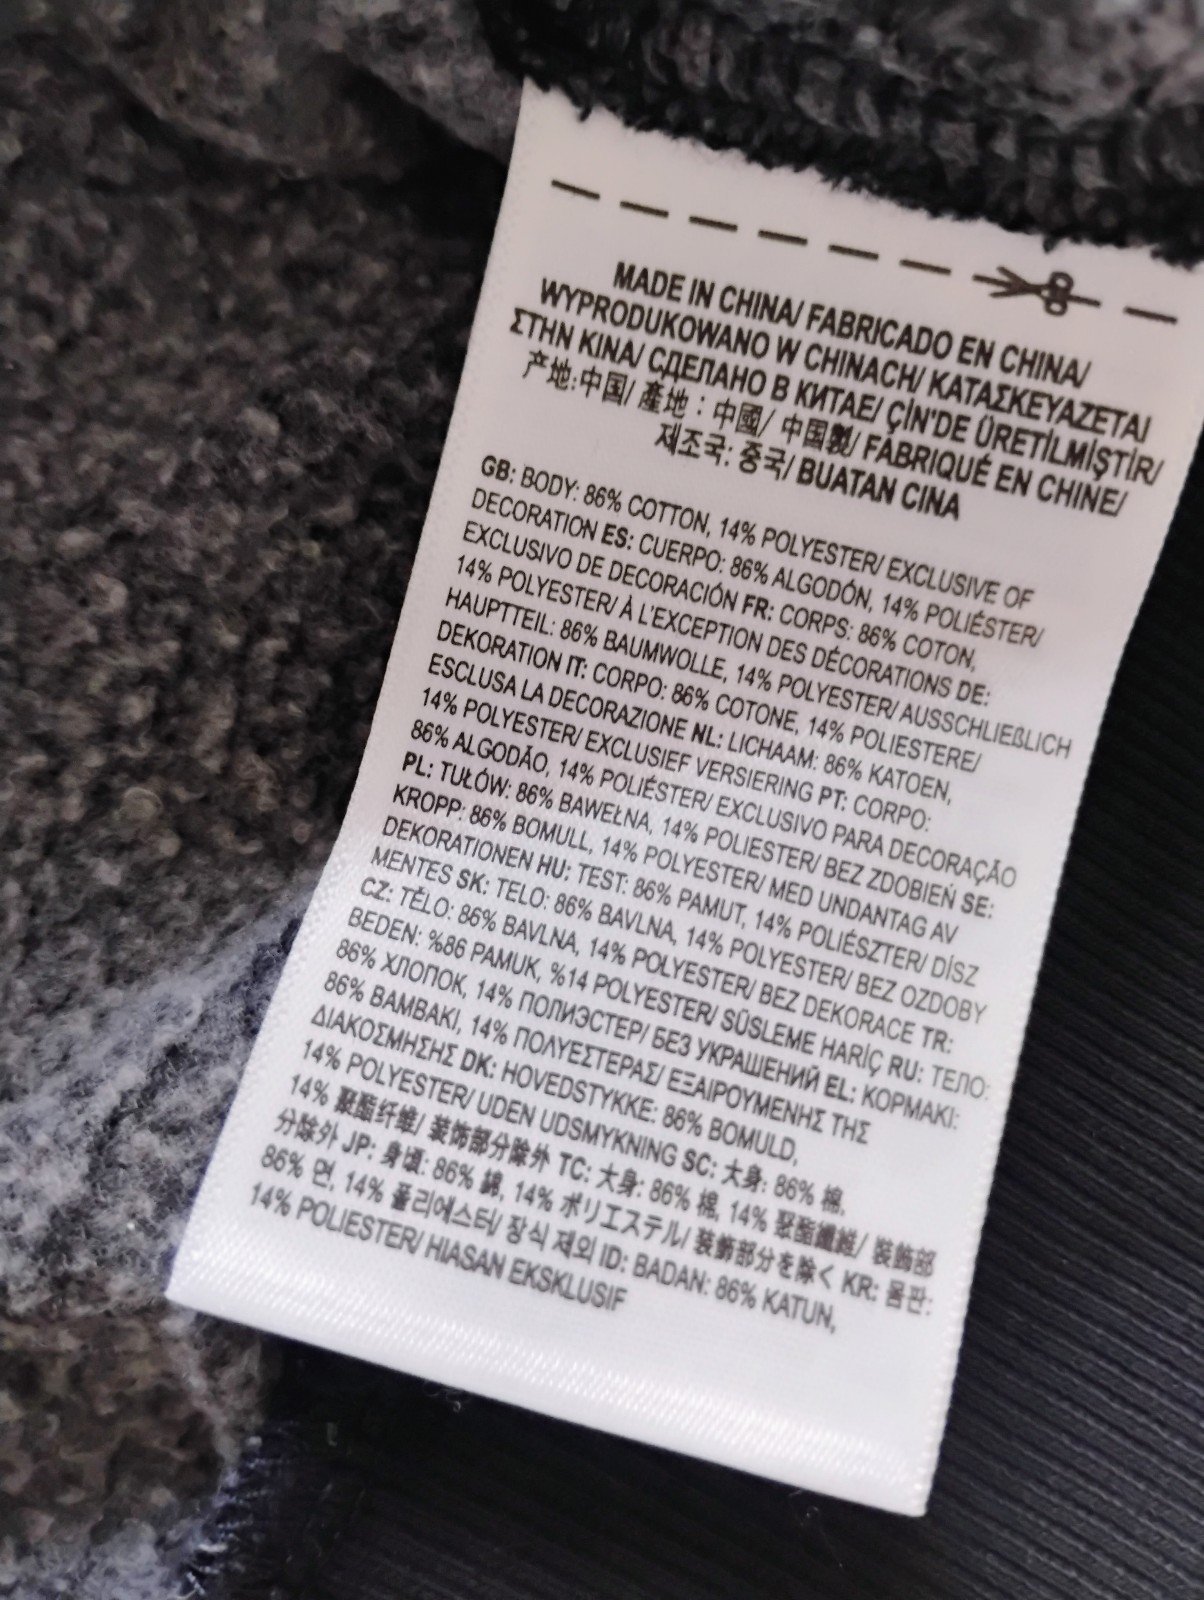 MADE IN CHINA/ FABRICADO EN CHINA/
WYPRODUKOWANO W CHINACH/ ΚΑΤΑΣΚΕYAZETAI
ΣΤΗΝ ΚΙΝΑ/ СДЕЛАНО В КИТАЕ/ ÇİN'DE ÜRETİLMİŞTİR/
产地:中国/ 產地：中國/ 中国製/ FABRIQUÉ EN CHINE/
제조국: 중국/ BUATAN CINA
GB: BODY: 86% COTTON, 14% POLYESTER/ EXCLUSIVE OF
DECORATION ES: CUERPO: 86% ALGODÓN, 14% POLIÉSTER/
EXCLUSIVO DE DECORACIÓN FR: CORPS: 86% COTON,
14% POLYESTER/ À L'EXCEPTION DES DÉCORATIONS DE:
HAUPTTEIL: 86% BAUMWOLLE, 14% POLYESTER/ AUSSCHLIEßLICH
DEKORATION IT: CORPO: 86% COTONE, 14% POLIESTERE/
ESCLUSA LA DECORAZIONE NL: LICHAAM: 86% KATOEN,
14% POLYESTER/ EXCLUSIEF VERSIERING PT: CORPO:
86% ALGODÃO, 14% POLIÉSTER/ EXCLUSIVO PARA DECORAÇÃO
PL: TUŁÓW: 86% BAWEŁNA, 14% POLIESTER/ BEZ ZDOBIEŃ SE:
KROPP: 86% BOMULL, 14% POLYESTER/ MED UNDANTAG AV
DEKORATIONEN HU: TEST: 86% PAMUT, 14% POLIÉSZTER/ DÍSZ
MENTES SK: TELO: 86% BAVLNA, 14% POLYESTER/ BEZ OZDOBY
CZ: TĚLO: 86% BAVLNA, 14% POLYESTER/ BEZ DEKORACE TR:
BEDEN: %86 PAMUK, %14 POLYESTER/ SÜSLEME HARİÇ RU: ТЕЛО:
86% ХЛОПОК, 14% ПОЛИЭСТЕР/ БЕЗ УКРАШЕНИЙ EL: ΚΟΡΜΑΚΙ:
86% ΒΑΜΒΑΚΙ, 14% ΠΟΛΥΕΣΤΕΡΑΣ/ ΕΞΑΙΡΟΥΜΕΝΗΣ ΤΗΣ
ΔΙΑΚΟΣΜΗΣΗΣ DK: HOVEDSTYKKE: 86% BOMULD,
14% POLYESTER/ UDEN UDSMYKNING SC: 大身: 86% 棉,
14% 聚酯纤维/ 装饰部分除外 TC: 大身: 86% 棉, 14% 聚酯纖維/ 裝飾部
分除外 JP: 身頃: 86% 綿, 14% ポリエステル/ 装飾部分を除く KR: 몸판:
86% 면, 14% 폴리에스터/ 장식 제외 ID: BADAN: 86% KATUN,
14% POLIESTER/ HIASAN EKSKLUSIF